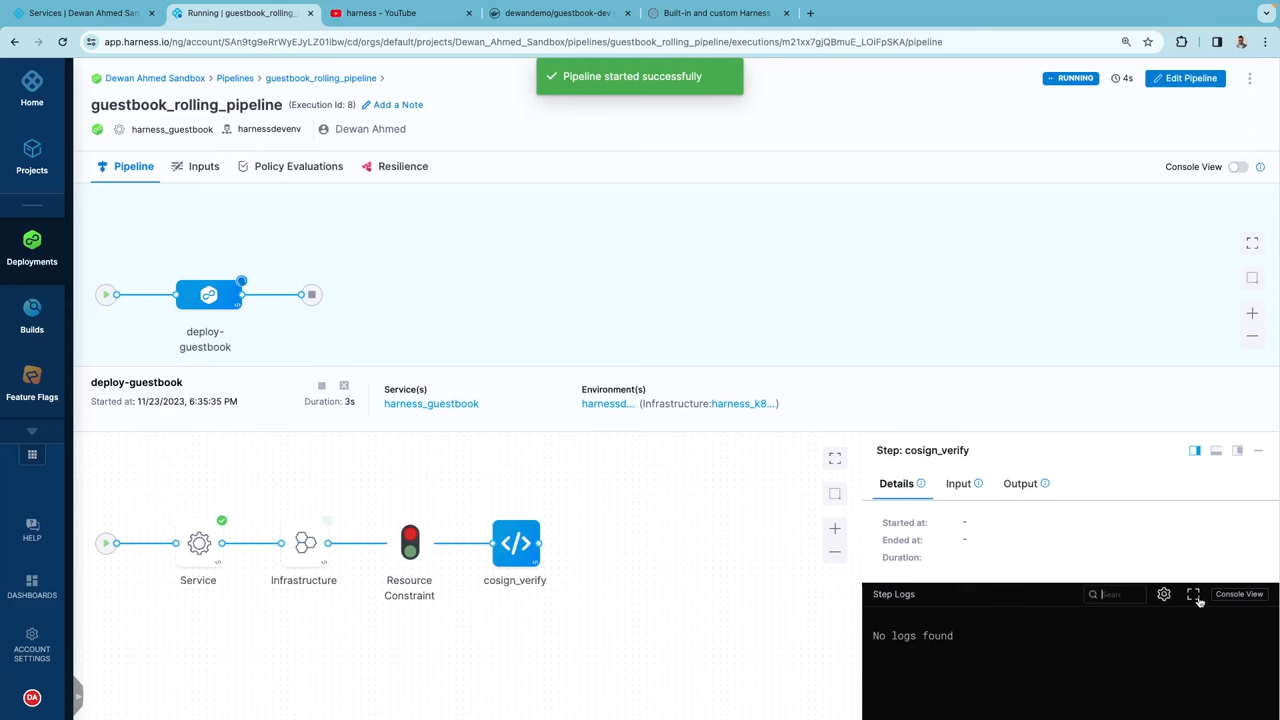 Services | Dewan Ahmed San
Running | guestbook_rolling_
harness - YouTube
dewandemo/guestbook-dev
Built-in and custom Harness
app.harness.io/ng/account/SAn9tg9eRrWyEJyLZ01ibw/cd/orgs/default/projects/Dewan_Ahmed_Sandbox/pipelines/guestbook_rolling_pipeline/executions/m21xx7gjQBmuE_LOiFpSKA/pipeline
Home
Projects
Deployments
Builds
Feature Flags
HELP
DASHBOARDS
ACCOUNT
SETTINGS
DA
Dewan Ahmed Sandbox > Pipelines > guestbook_rolling_pipeline >
Pipeline started successfully
RUNNING
4s
Edit Pipeline
guestbook_rolling_pipeline (Execution Id: 8) Add a Note
harness_guestbook harnessdevenv Dewan Ahmed
Pipeline Inputs Policy Evaluations Resilience
Console View
deploy-
guestbook
deploy-guestbook
Started at: 11/23/2023, 6:35:35 PM
Duration: 3s
Service(s)
harness_guestbook
Environment(s)
harnessd... (Infrastructure:harness_k8...)
Service
Infrastructure
Resource
Constraint
cosign_verify
Step: cosign_verify
Details Input Output
Started at: -
Ended at: -
Duration:
Step Logs
Sear
Console View
No logs found